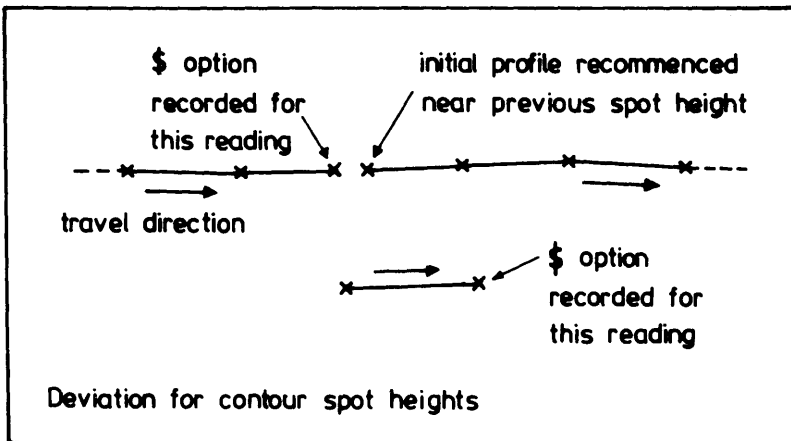 $ option
recorded for
this reading
initial profile recommenced
near previous spot height
travel direction
$ option
recorded for
this reading
Deviation for contour spot heights